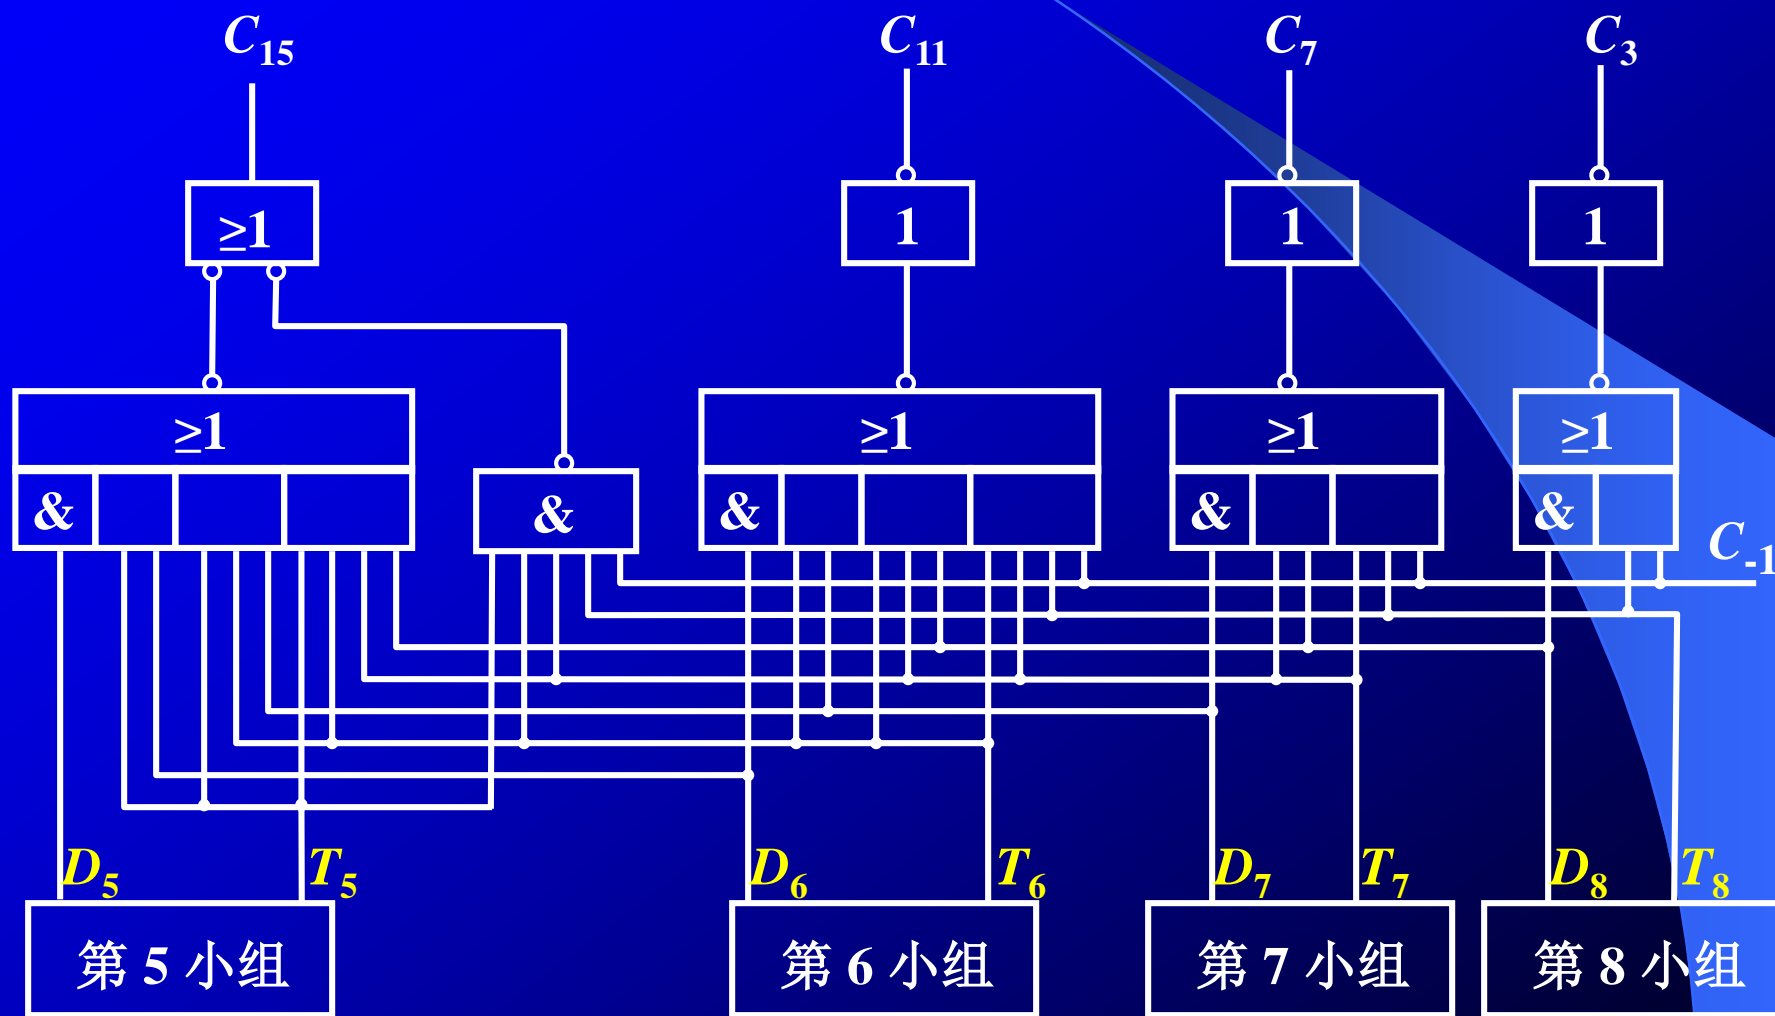 C15 C11 C7 C3
≥1 1 1 1
≥1 ≥1 ≥1 ≥1
& & & & &
C-1
D5 T5 D6 T6 D7 T7 D8 T8
第 5 小组 第 6 小组 第 7 小组 第 8 小组